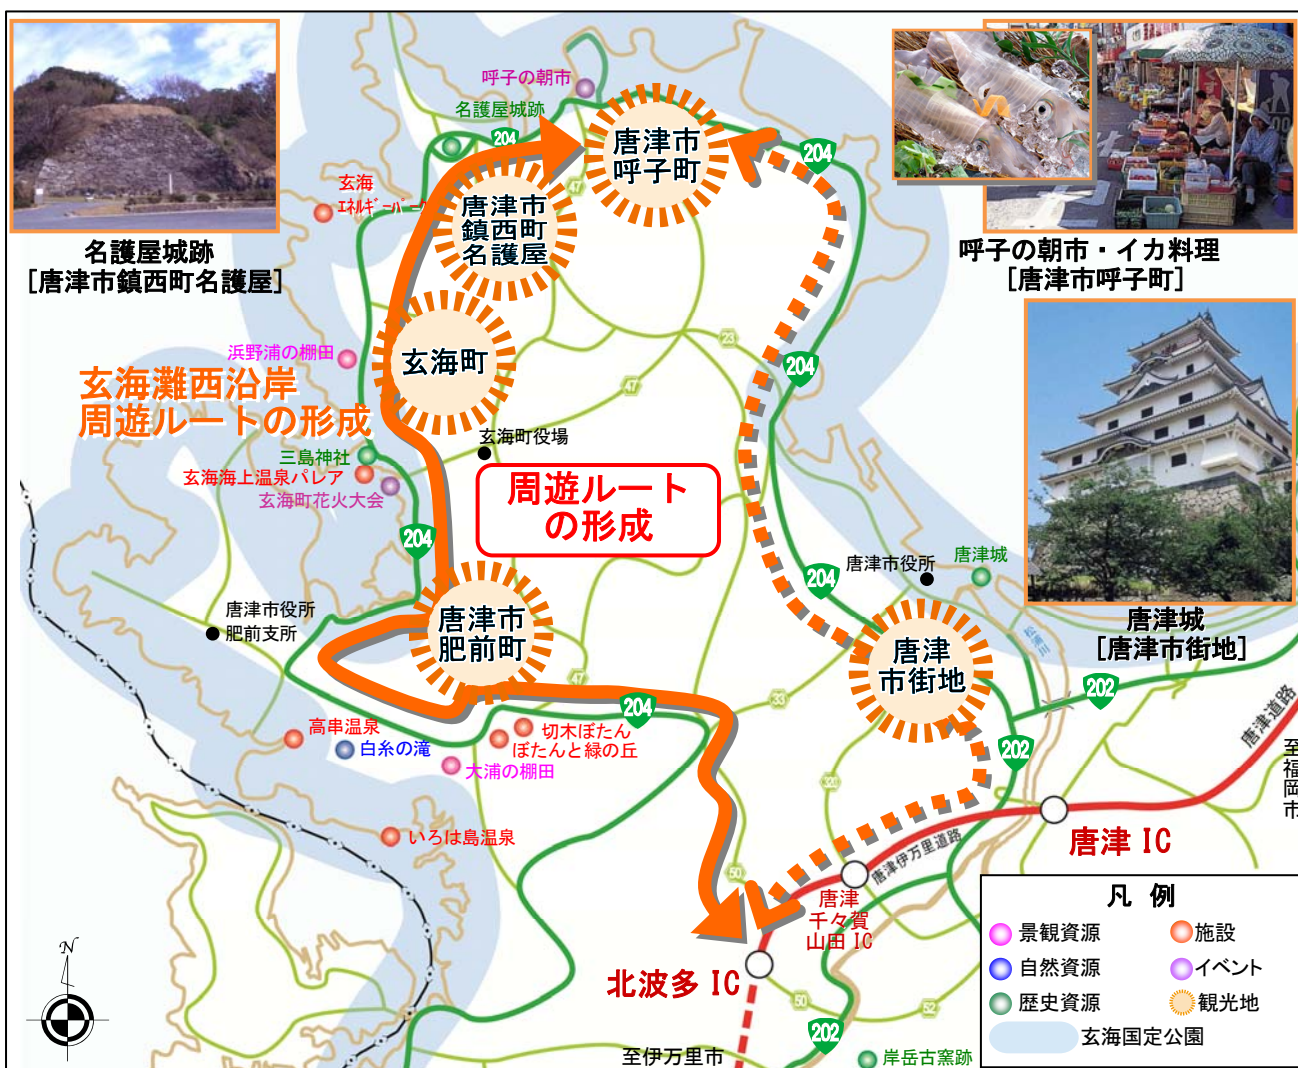 呼子の朝市
名護屋城跡
204
唐津市
呼子町
204
47
玄海
エネルギーパーク
唐津市
鎮西町
名護屋
名護屋城跡
[唐津市鎮西町名護屋]
呼子の朝市・イカ料理
[唐津市呼子町]
玄海町
浜野浦の棚田
23
204
47
玄海灘西沿岸
周遊ルートの形成
玄海町役場
三島神社
玄海海上温泉パレア
玄海町花火大会
周遊ルート
の形成
204
唐津市役所
唐津城
204
唐津城
[唐津市街地]
唐津市役所
肥前支所
唐津市
肥前町
唐津
市街地
松浦川
202
唐津道路
至福岡市
47
33
204
高串温泉
白糸の滝
切木ぼたん
ぼたんと緑の丘
大浦の棚田
202
いろは島温泉
唐津 IC
唐津伊万里道路
50
唐津
千々賀
山田 IC
北波多 IC
50
52
202
至伊万里市
岸岳古窯跡
N
凡 例
景観資源
施設
自然資源
イベント
歴史資源
観光地
玄海国定公園